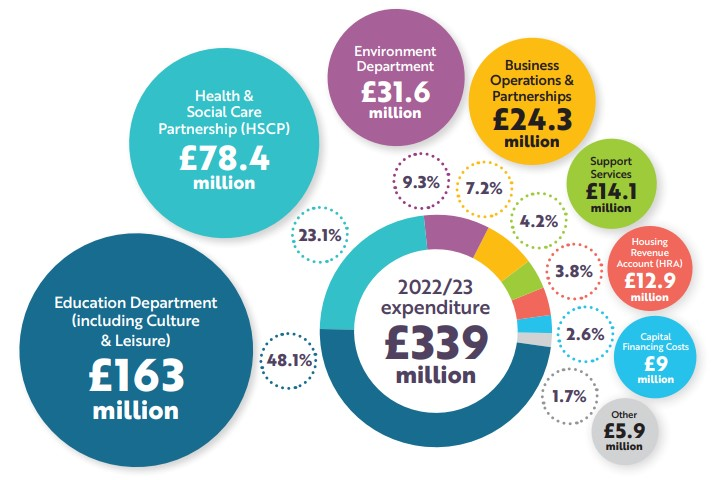 Environment
Department
£31.6
million
Business
Operations &
Partnerships
£24.3
million
Health &
Social Care
Partnership (HSCP)
£78.4
million
Support
Services
£14.1
million
9.3%
7.2%
4.2%
23.1%
Housing
Revenue
Account (HRA)
£12.9
million
3.8%
2022/23
expenditure
£339
million
Education Department
(including Culture
& Leisure)
£163
million
48.1%
2.6%
Capital
Financing Costs
£9
million
1.7%
Other
£5.9
million